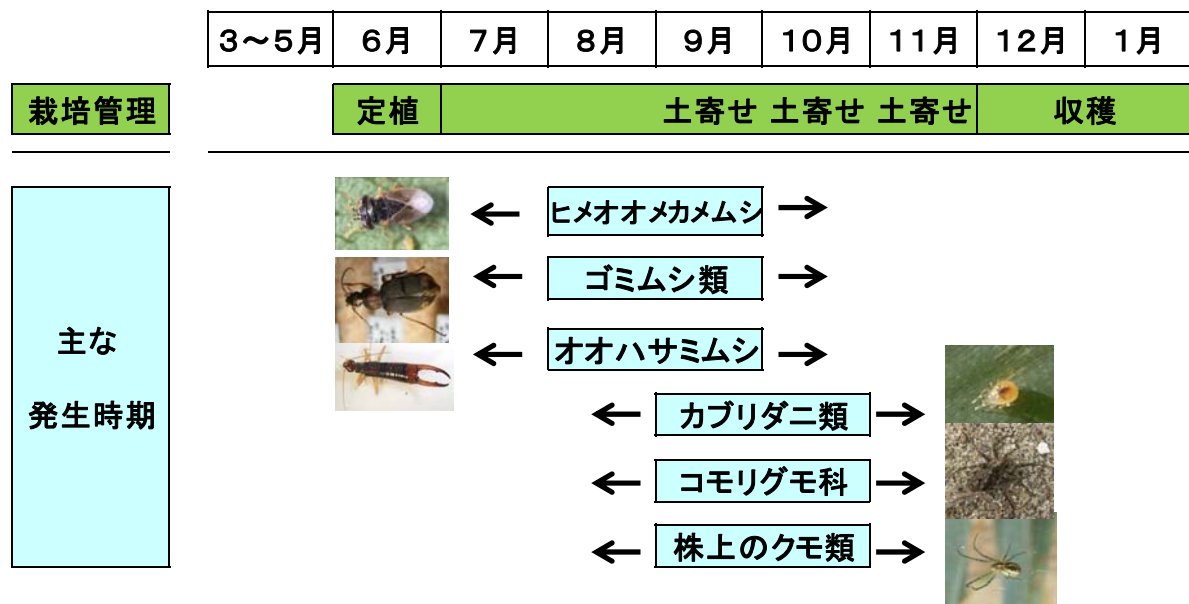 ３～５月 ６月 ７月 ８月 ９月 １０月 １１月 １２月 １月
栽培管理 定植 土寄せ 土寄せ 土寄せ 収穫
主な
発生時期
ヒメオオメカメムシ
ゴミムシ類
オオハサミムシ
カブリダニ類
コモリグモ科
株上のクモ類